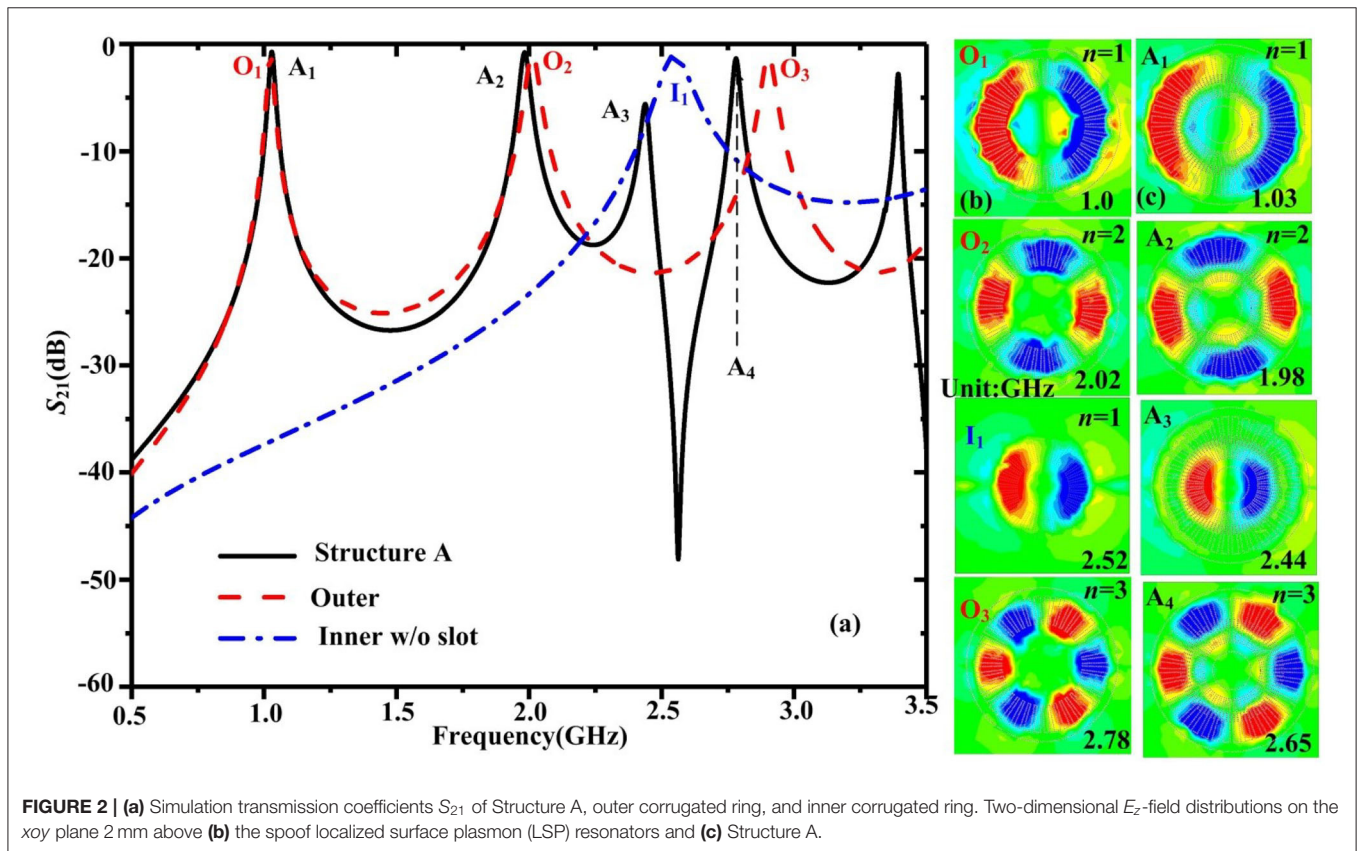 0
-10
-20
-30
-40
-50
-60
S21(dB)
O1 A1 A2 O2 A3 I1 O3
A4
Structure A
Outer
Inner w/o slot
(a)
0.5 1.0 1.5 2.0 2.5 3.0 3.5
Frequency(GHz)
O1 n=1
(b) 1.0
A1 n=1
(c) 1.03
O2 n=2
2.02
A2 n=2
1.98
Unit:GHz
I1 n=1
2.52
A3
2.44
O3 n=3
2.78
A4 n=3
2.65
FIGURE 2 | (a) Simulation transmission coefficients S21 of Structure A, outer corrugated ring, and inner corrugated ring. Two-dimensional Ez-field distributions on the
xoy plane 2 mm above (b) the spoof localized surface plasmon (LSP) resonators and (c) Structure A.